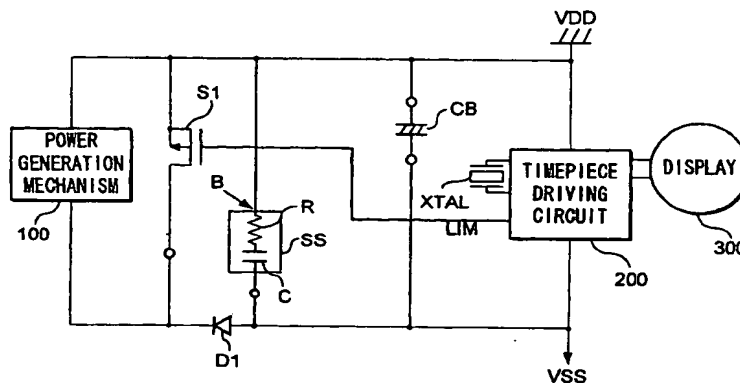 VDD
S1
CB
POWER
GENERATION
MECHANISM
100
B
R
SS
C
XTAL
LIM
TIMEPIECE
DRIVING
CIRCUIT
200
DISPLAY
300
D1
VSS